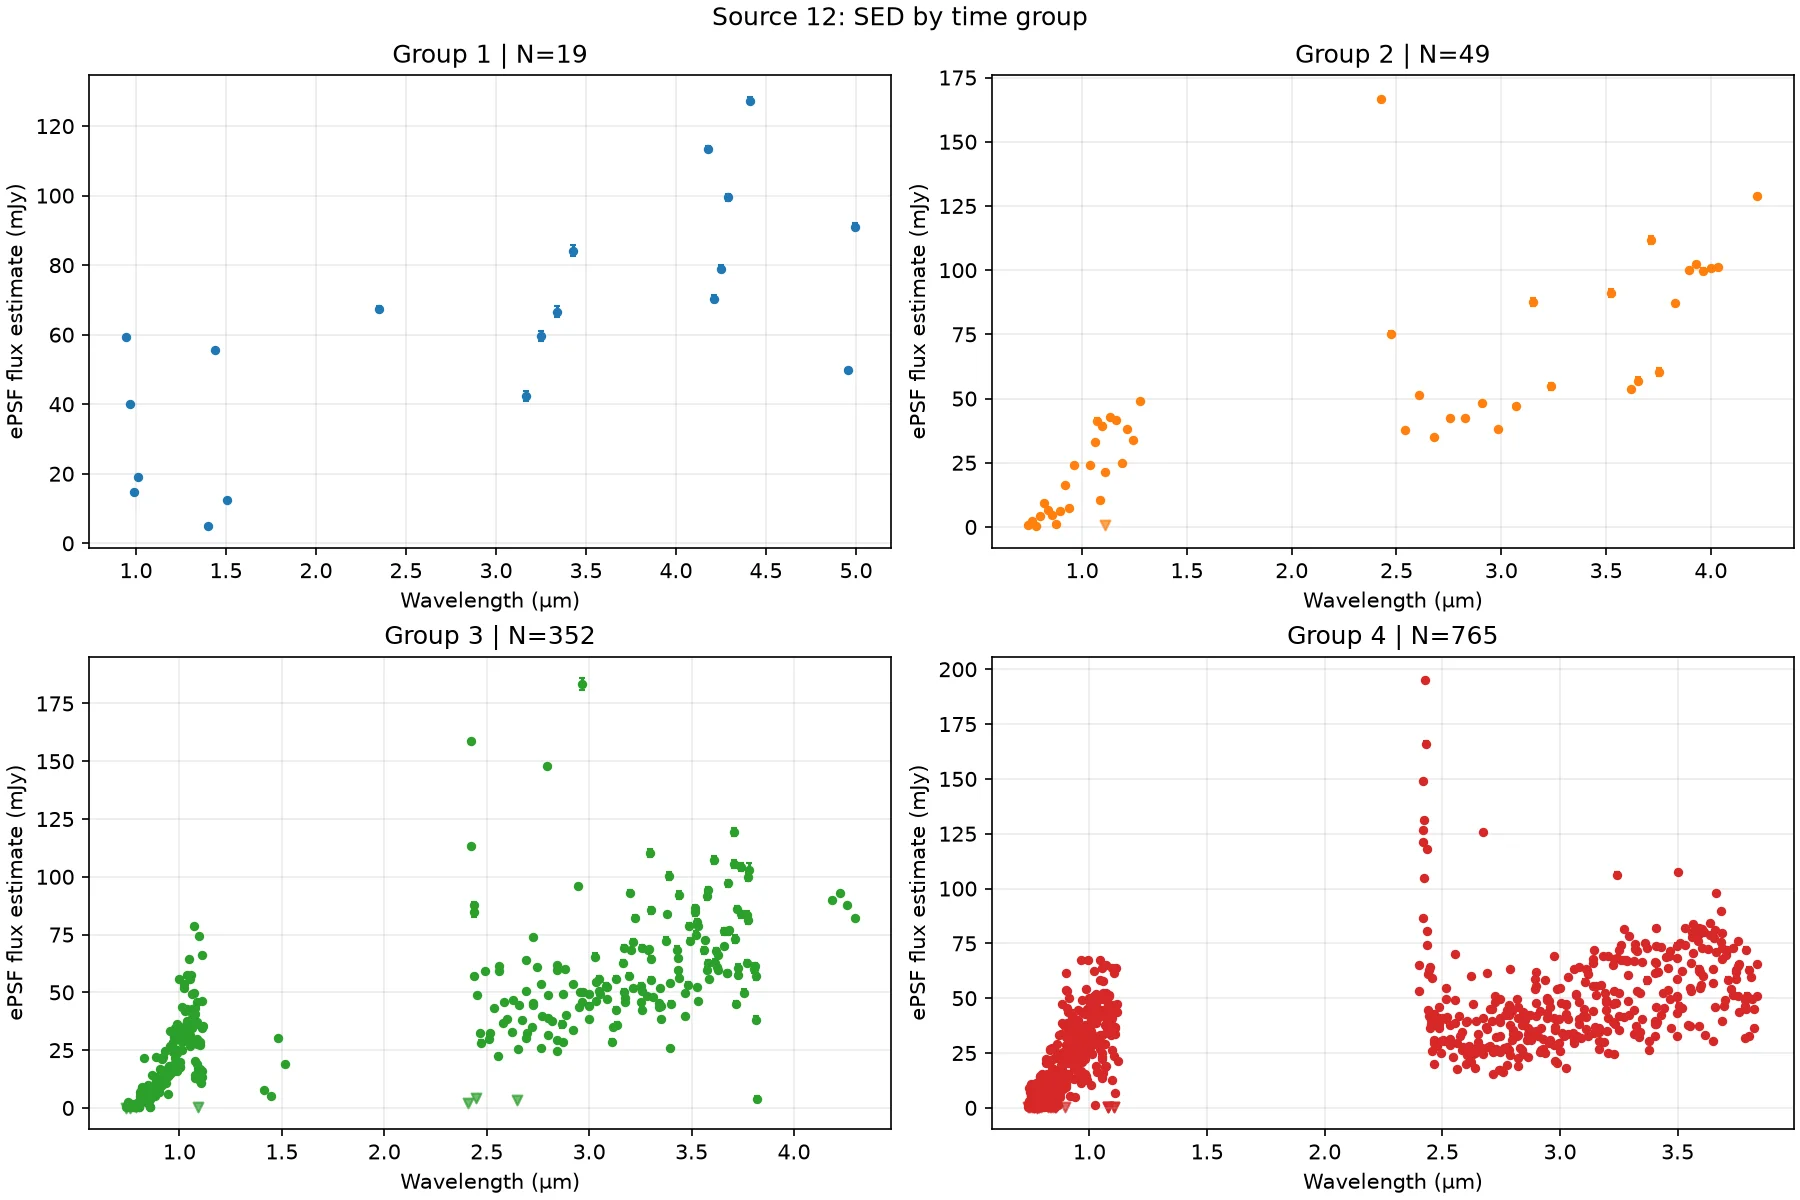 Source 12: SED by time group
Group 1 | N=19
ePSF flux estimate (mJy)
120
100
80
60
40
20
0
1.0 1.5 2.0 2.5 3.0 3.5 4.0 4.5 5.0
Wavelength (μm)
Group 2 | N=49
ePSF flux estimate (mJy)
175
150
125
100
75
50
25
0
1.0 1.5 2.0 2.5 3.0 3.5 4.0
Wavelength (μm)
Group 3 | N=352
ePSF flux estimate (mJy)
175
150
125
100
75
50
25
0
1.0 1.5 2.0 2.5 3.0 3.5 4.0
Wavelength (μm)
Group 4 | N=765
ePSF flux estimate (mJy)
200
175
150
125
100
75
50
25
0
1.0 1.5 2.0 2.5 3.0 3.5
Wavelength (μm)